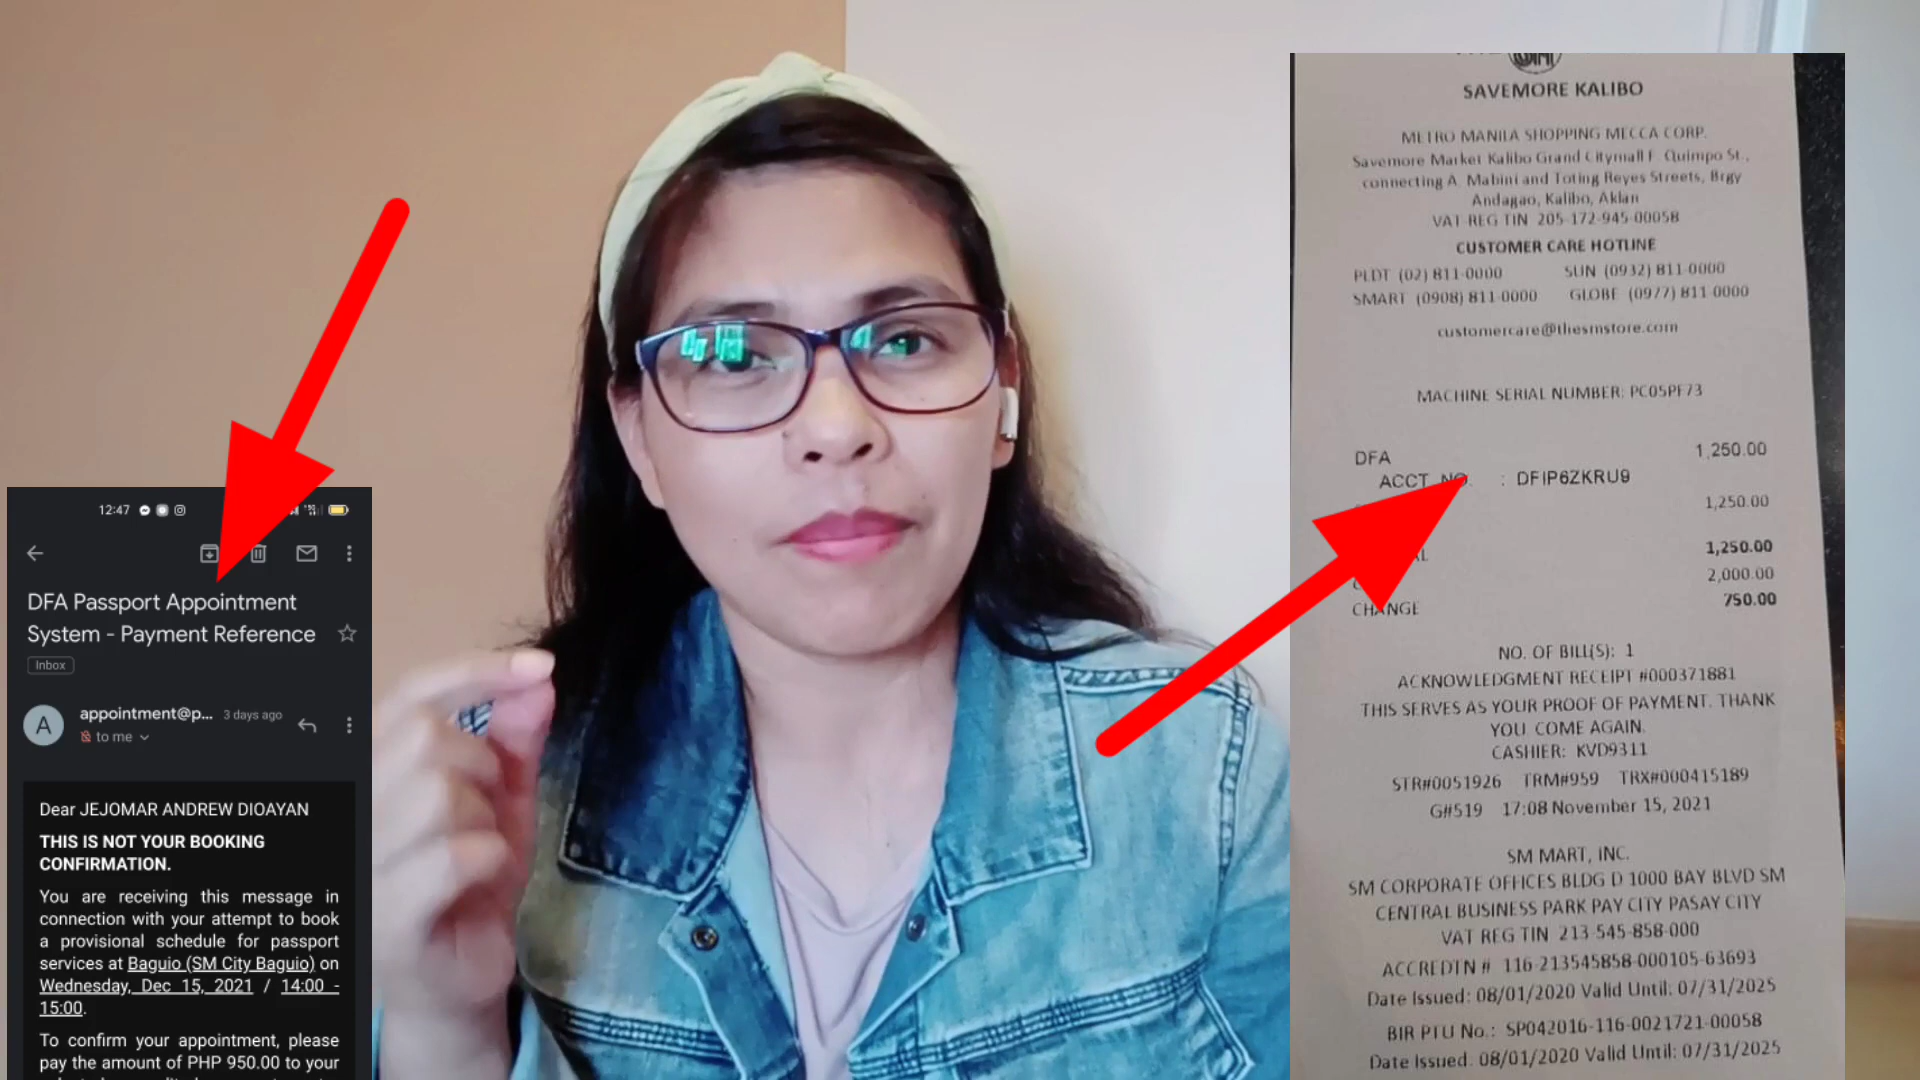 12:47
DFA Passport Appointment
System - Payment Reference
Inbox
A
appointment@p... 3 days ago
to me
Dear JEJOMAR ANDREW DIOAYAN
THIS IS NOT YOUR BOOKING
CONFIRMATION.
You are receiving this message in
connection with your attempt to book
a provisional schedule for passport
services at Baguio (SM City Baguio) on
Wednesday, Dec 15, 2021 / 14:00 -
15:00.
To confirm your appointment, please
pay the amount of PHP 950.00 to your
SM
SAVEMORE KALIBO
METRO MANILA SHOPPING MECCA CORP.
Savemore Market Kalibo Grand Citymall F. Quimpo St.,
connecting A. Mabini and Toting Reyes Streets, Brgy
Andagao, Kalibo, Aklan
VAT REG TIN 205-172-945-00058
CUSTOMER CARE HOTLINE
PLDT (02) 811-0000 SUN (0932) 811-0000
SMART (0908) 811-0000 GLOBE (0977) 811-0000
customercare@thesmstore.com
MACHINE SERIAL NUMBER: PC05PF73
DFA 1,250.00
ACCT NO. : DFIP6ZKRU9
1,250.00
1,250.00
2,000.00
CHANGE 750.00
NO. OF BILL(S): 1
ACKNOWLEDGMENT RECEIPT #000371881
THIS SERVES AS YOUR PROOF OF PAYMENT. THANK
YOU. COME AGAIN.
CASHIER: KVD9311
STR#0051926 TRM#959 TRX#000415189
G#519 17:08 November 15, 2021
SM MART, INC.
SM CORPORATE OFFICES BLDG D 1000 BAY BLVD SM
CENTRAL BUSINESS PARK PAY CITY PASAY CITY
VAT REG TIN 213-545-858-000
ACCREDTN # 116-213545858-000105-63693
Date Issued: 08/01/2020 Valid Until: 07/31/2025
BIR PTU No.: SP042016-116-0021721-00058
Date Issued: 08/01/2020 Valid Until: 07/31/2025